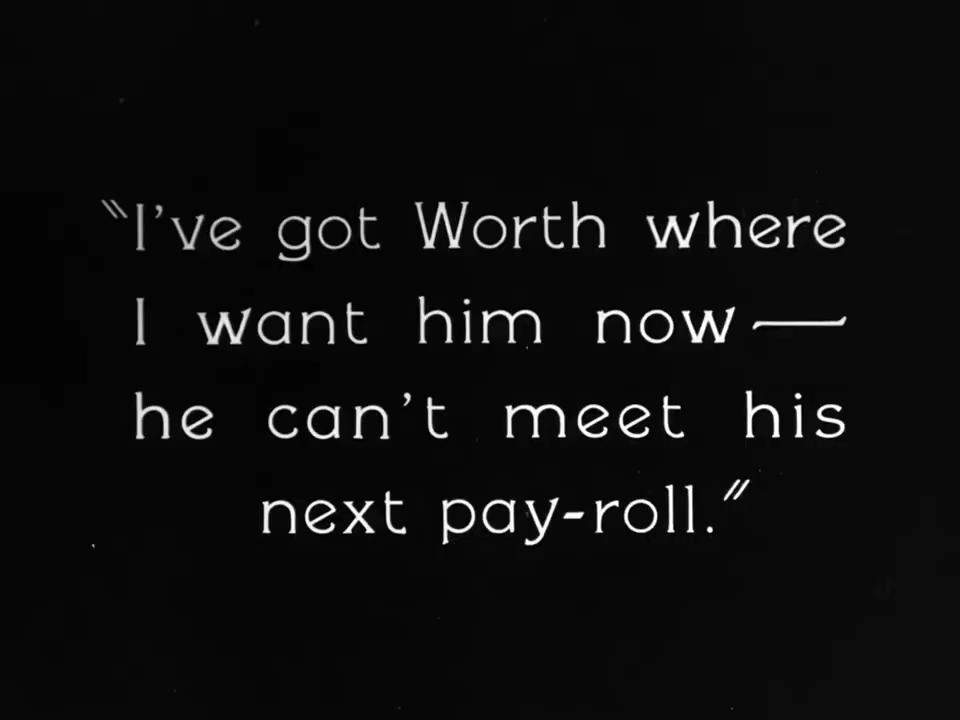 "I've got Worth where
I want him now—
he can't meet his
next pay-roll."